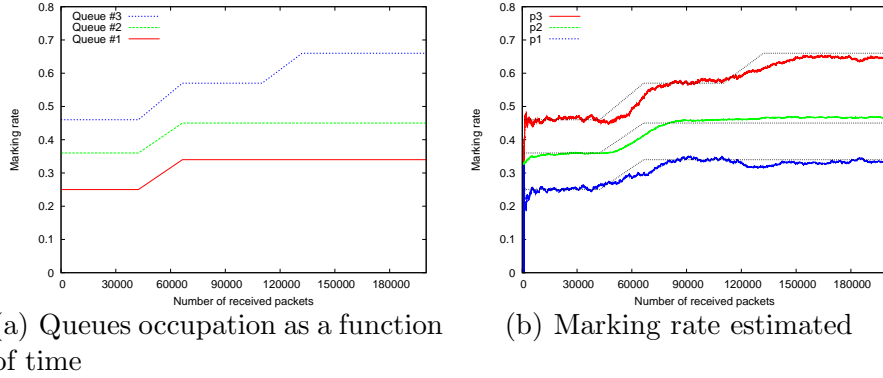 Queue #3
Queue #2
Queue #1
0.8
0.7
0.6
0.5
0.4
0.3
0.2
0.1
0
Marking rate
0 30000 60000 90000 120000 150000 180000
Number of received packets
(a) Queues occupation as a function
of time
p3
p2
p1
0.8
0.7
0.6
0.5
0.4
0.3
0.2
0.1
0
Marking rate
0 30000 60000 90000 120000 150000 180000
Number of received packets
(b) Marking rate estimated